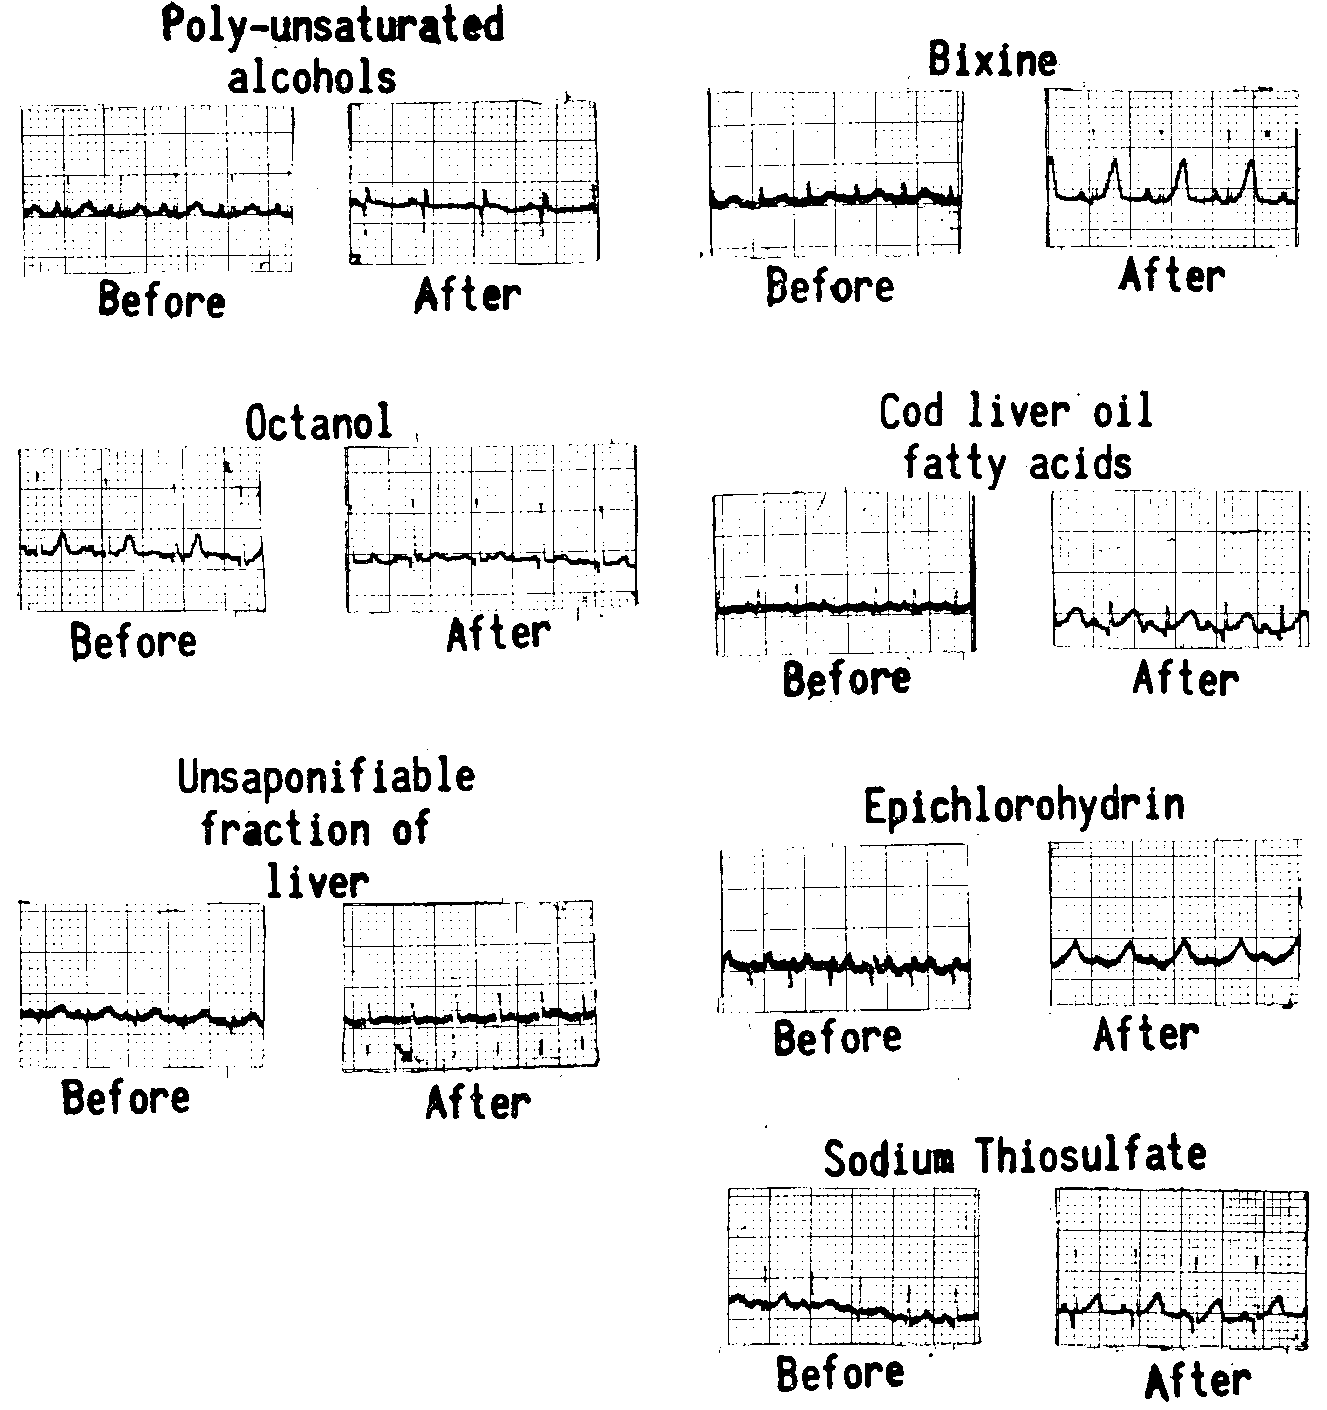 Poly-unsaturated
alcohols
Before
After
Octanol
Before
After
Unsaponifiable
fraction of
liver
Before
After
Bixine
Before
After
Cod liver oil
fatty acids
Before
After
Epichlorohydrin
Before
After
Sodium Thiosulfate
Before
After